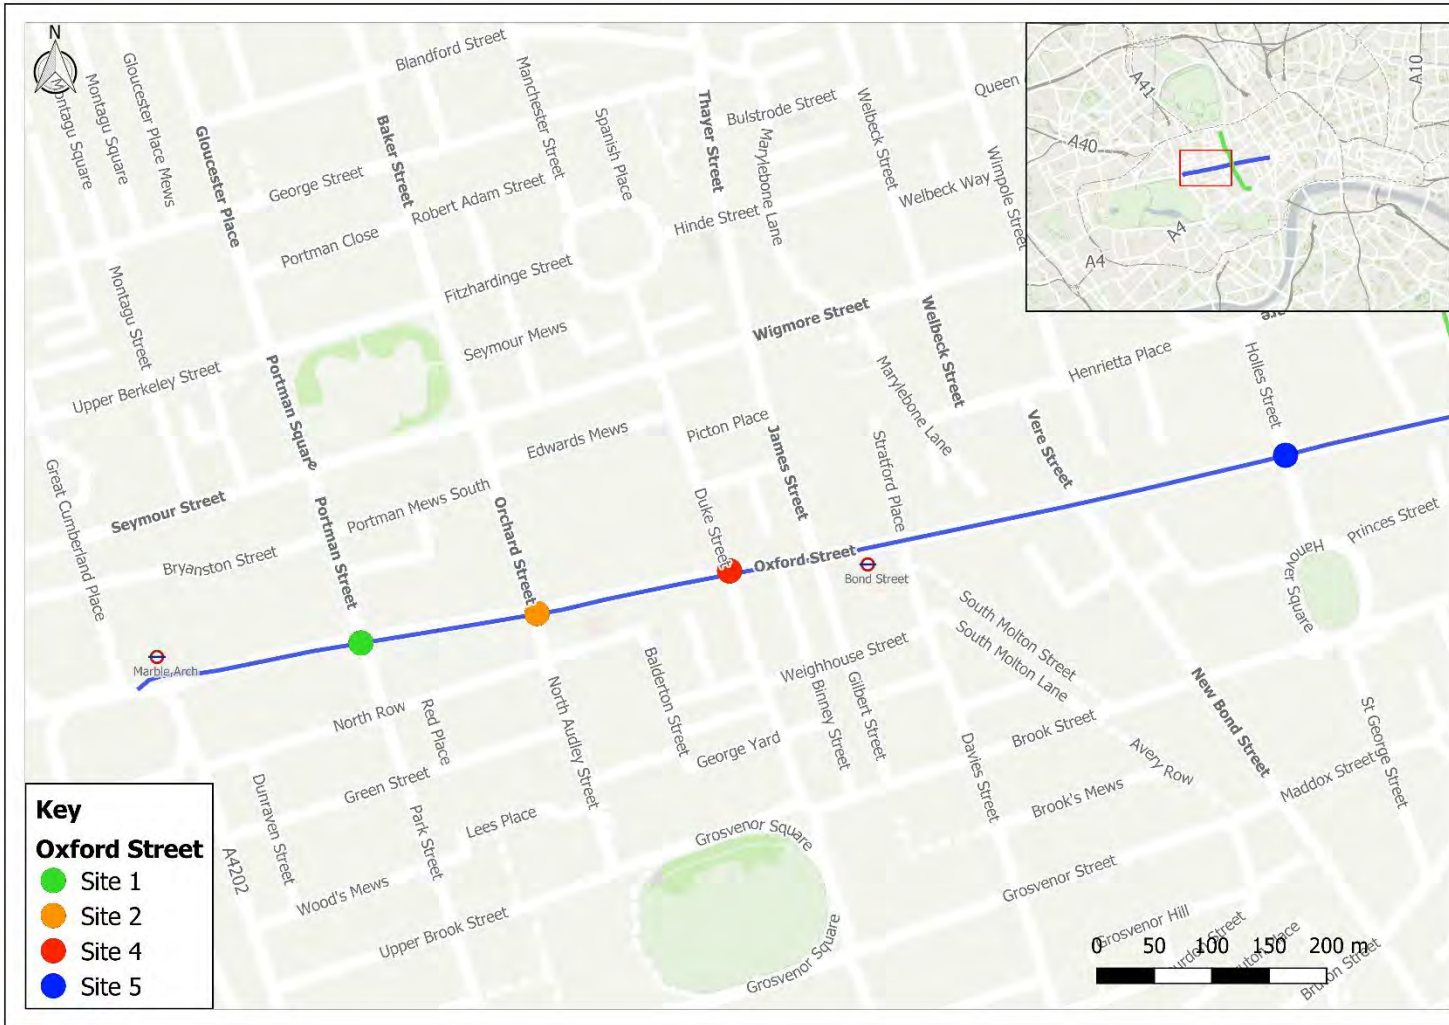 N
Blandford Street
Manchester Street
Spanish Place
Thayer Street
Bulstrode Street
Marylebone Lane
Welbeck Street
Queen
Wimpole Street
Welbeck Way
A41
A10
A40
A4
A4
Montagu Square
Montagu Square
Gloucester Place Mews
Gloucester Place
Baker Street
George Street
Robert Adam Street
Portman Close
Hinde Street
Fitzhardinge Street
Montagu Street
Seymour Mews
Wigmore Street
Welbeck Street
Marylebone Lane
Henrietta Place
Holles Street
Upper Berkeley Street
Portman Square
Edwards Mews
Picton Place
James Street
Stratford Place
Vere Street
Great Cumberland Place
Seymour Street
Portman Mews South
Orchard Street
Duke Street
Portman Street
Bryanston Street
Oxford Street
Bond Street
Princes Street
Hanover Square
Marble Arch
South Molton Street
South Molton Lane
Weighhouse Street
Balderton Street
Binney Street
Gilbert Street
North Row
Red Place
North Audley Street
George Yard
Brook Street
Davies Street
Avery Row
New Bond Street
St George Street
Maddox Street
Dunraven Street
Green Street
Park Street
Lees Place
Brook's Mews
Grosvenor Square
A4202
Wood's Mews
Upper Brook Street
Grosvenor Street
Grosvenor Hill
Grosvenor Square
Key
Oxford Street
Site 1
Site 2
Site 4
Site 5
0 50 100 150 200 m